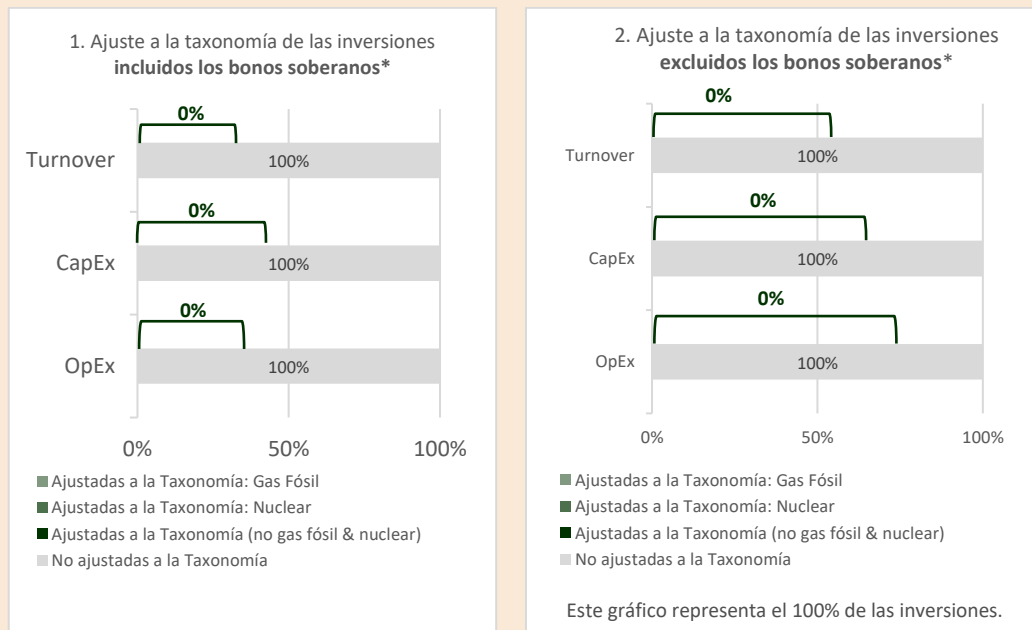 1. Ajuste a la taxonomía de las inversiones
incluidos los bonos soberanos*
0%
Turnover
100%
0%
CapEx
100%
0%
OpEx
100%
0%
50%
100%
Ajustadas a la Taxonomía: Gas Fósil
Ajustadas a la Taxonomía: Nuclear
Ajustadas a la Taxonomía (no gas fósil & nuclear)
No ajustadas a la Taxonomía
2. Ajuste a la taxonomía de las inversiones
excluidos los bonos soberanos*
0%
Turnover
100%
0%
CapEx
100%
0%
OpEx
100%
0%
50%
100%
Ajustadas a la Taxonomía: Gas Fósil
Ajustadas a la Taxonomía: Nuclear
Ajustadas a la Taxonomía (no gas fósil & nuclear)
No ajustadas a la Taxonomía
Este gráfico representa el 100% de las inversiones.